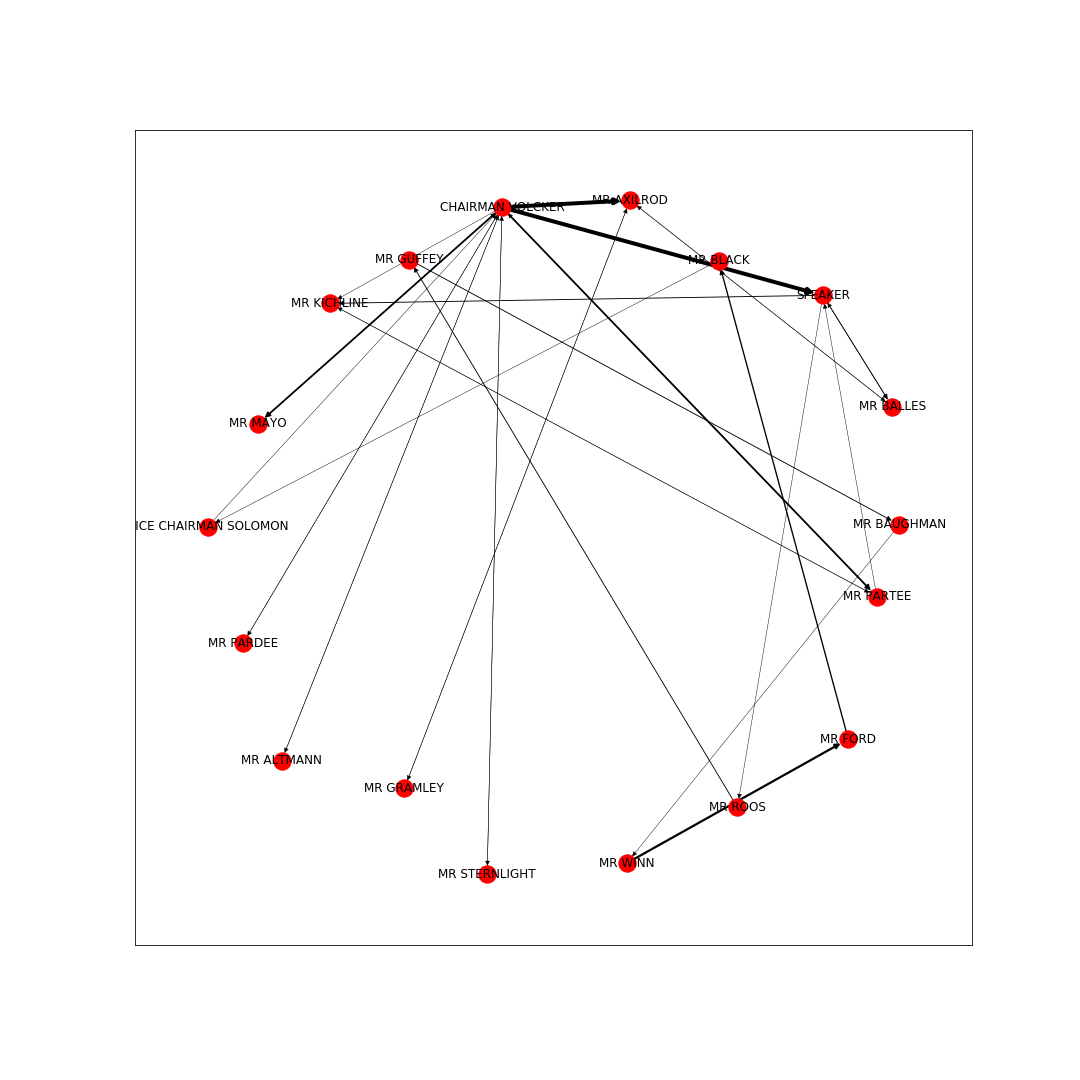 MR AXILROD
CHAIRMAN VOLCKER
MR GUFFEY
MR BLACK
SPEAKER
MR KICHLINE
MR BALLES
MR MAYO
MR BAUGHMAN
ICE CHAIRMAN SOLOMON
MR PARTEE
MR PARDEE
MR FORD
MR ALTMANN
MR GRAMLEY
MR ROOS
MR WINN
MR STERNLIGHT